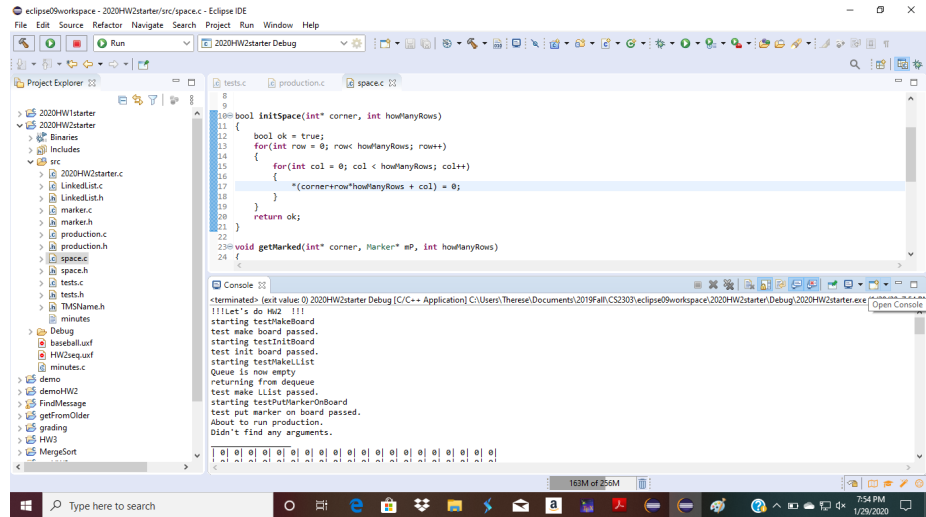 eclipse09workspace - 2020HW2starter/src/space.c - Eclipse IDE
File Edit Source Refactor Navigate Search Project Run Window Help
Run
2020HW2starter Debug
Project Explorer
tests.c
production.c
space.c
2020HW1starter
2020HW2starter
Binaries
Includes
src
2020HW2starter.c
LinkedList.c
LinkedList.h
marker.c
marker.h
production.c
production.h
space.c
space.h
tests.c
tests.h
TMSName.h
minutes
Debug
baseball.uxf
HW2seq.uxf
minutes.c
demo
demoHW2
FindMessage
getFromOlder
grading
HW3
MergeSort
8
9
10 bool initSpace(int* corner, int howManyRows)
11 {
12 bool ok = true;
13 for(int row = 0; row< howManyRows; row++)
14 {
15 for(int col = 0; col < howManyRows; col++)
16 {
17 *(corner+row*howManyRows + col) = 0;
18 }
19 }
20 return ok;
21 }
22
23 void getMarked(int* corner, Marker* mP, int howManyRows)
24 {
Console
<terminated> (exit value: 0) 2020HW2starter Debug [C/C++ Application] C:\Users\Therese\Documents\2019Fall\CS2303\eclipse09workspace\2020HW2starter\Debug\2020HW2starter.exe
Open Console
!!!Let's do HW2 !!!
starting testMakeBoard
test make board passed.
starting testInitBoard
test init board passed.
starting testMakeLList
Queue is now empty
returning from dequeue
test make LList passed.
starting testPutMarkerOnBoard
test put marker on board passed.
About to run production.
Didn't find any arguments.
| 0| 0| 0| 0| 0| 0| 0| 0| 0| 0| 0| 0| 0| 0| 0| 0| 0| 0| 0| 0|
163M of 256M
Type here to search
7:54 PM
1/29/2020